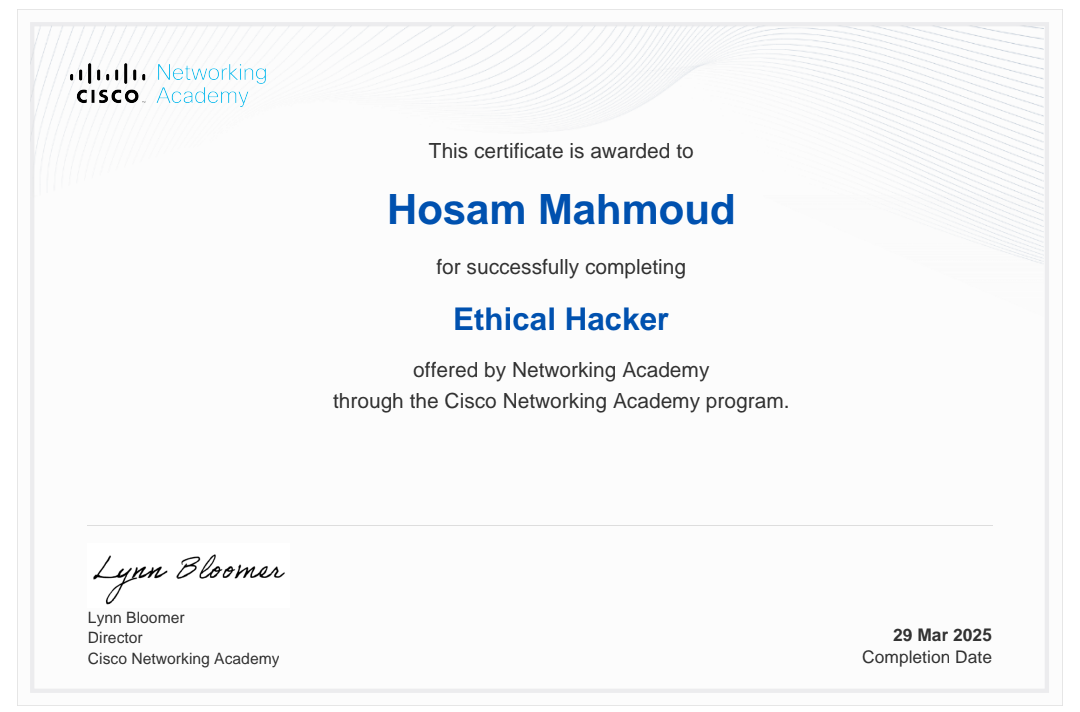 Networking
CISCO Academy
This certificate is awarded to
Hosam Mahmoud
for successfully completing
Ethical Hacker
offered by Networking Academy
through the Cisco Networking Academy program.
Lynn Bloomer
Lynn Bloomer
Director
Cisco Networking Academy
29 Mar 2025
Completion Date